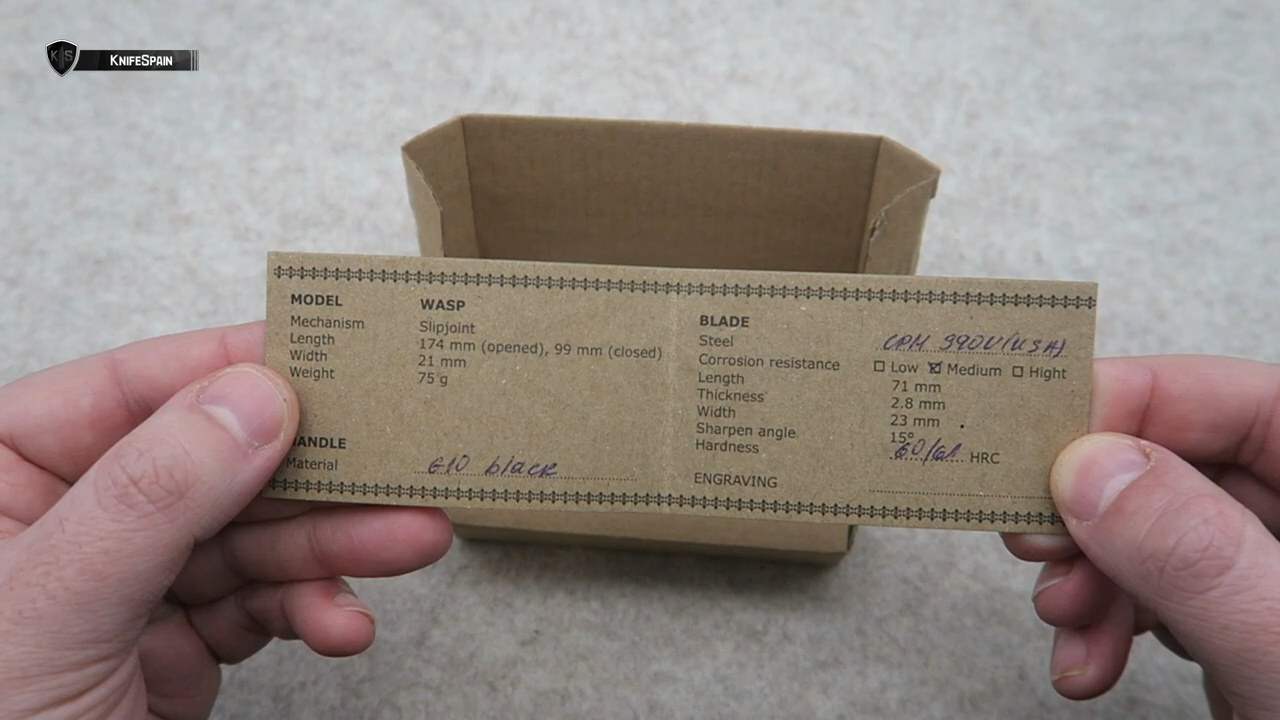 KS KNIFESPAIN
MODEL WASP
Mechanism Slipjoint
Length 174 mm (opened), 99 mm (closed)
Width 21 mm
Weight 75 g
ANDLE
Material G10 black
BLADE
Steel CPM S90V (USA)
Corrosion resistance Low Medium Hight
Length 71 mm
Thickness 2.8 mm
Width 23 mm
Sharpen angle 15°
Hardness 60/61 HRC
ENGRAVING